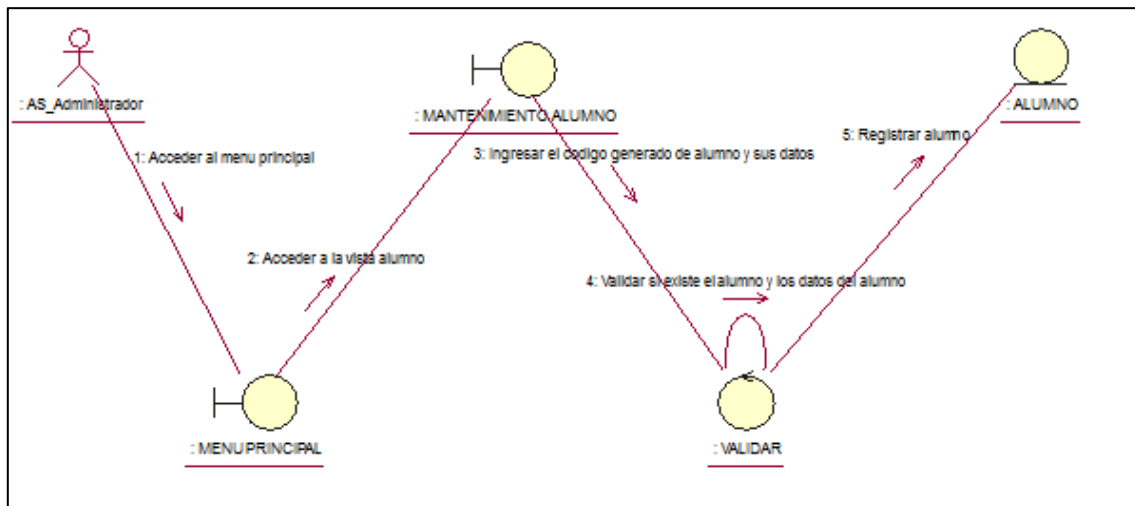 : AS_Administrador
: MANTENIMIENTO ALUMNO
: ALUMNO
1: Acceder al menu principal
3: Ingresar el codigo generado de alumno y sus datos
5: Registrar alumno
2: Acceder a la vista alumno
4: Validar si existe el alumno y los datos del alumno
: MENU PRINCIPAL
: VALIDAR